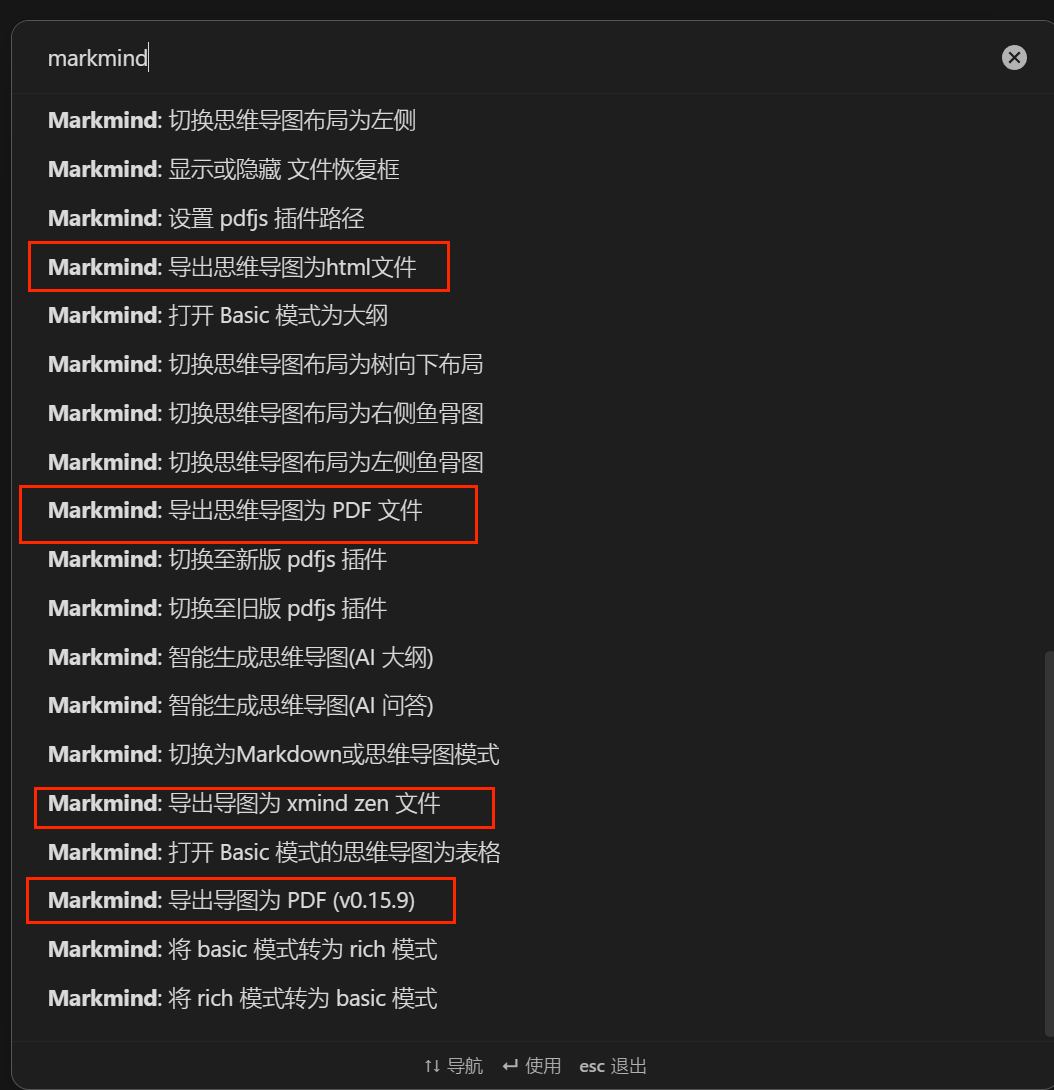 markmind
Markmind: 切换思维导图布局为左侧
Markmind: 显示或隐藏 文件恢复框
Markmind: 设置 pdfjs 插件路径
Markmind: 导出思维导图为html文件
Markmind: 打开 Basic 模式为大纲
Markmind: 切换思维导图布局为树向下布局
Markmind: 切换思维导图布局为右侧鱼骨图
Markmind: 切换思维导图布局为左侧鱼骨图
Markmind: 导出思维导图为 PDF 文件
Markmind: 切换至新版 pdfjs 插件
Markmind: 切换至旧版 pdfjs 插件
Markmind: 智能生成思维导图(AI 大纲)
Markmind: 智能生成思维导图(AI 问答)
Markmind: 切换为Markdown或思维导图模式
Markmind: 导出导图为 xmind zen 文件
Markmind: 打开 Basic 模式的思维导图为表格
Markmind: 导出导图为 PDF (v0.15.9)
Markmind: 将 basic 模式转为 rich 模式
Markmind: 将 rich 模式转为 basic 模式
↑↓ 导航 ↵ 使用 esc 退出